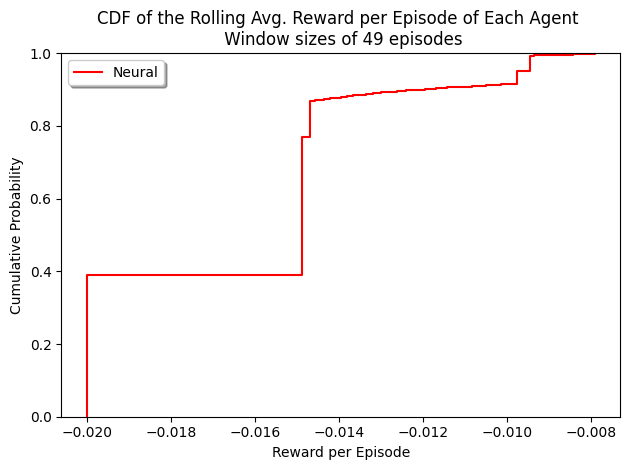 CDF of the Rolling Avg. Reward per Episode of Each Agent
Window sizes of 49 episodes
Neural
Cumulative Probability
1.0
0.8
0.6
0.4
0.2
0.0
−0.020 −0.018 −0.016 −0.014 −0.012 −0.010 −0.008
Reward per Episode